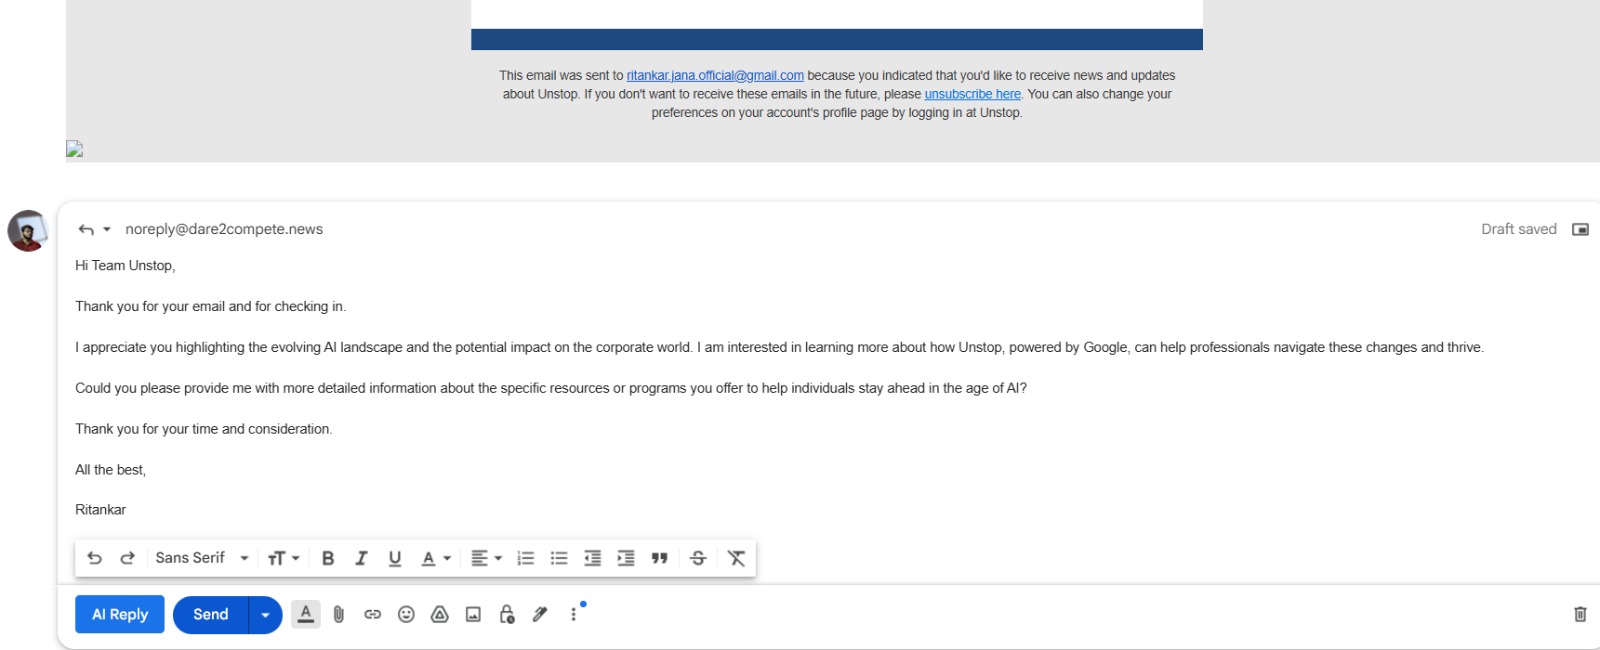 This email was sent to ritankar.jana.official@gmail.com because you indicated that you'd like to receive news and updates
about Unstop. If you don't want to receive these emails in the future, please unsubscribe here. You can also change your
preferences on your account's profile page by logging in at Unstop.
noreply@dare2compete.news
Draft saved
Hi Team Unstop,
Thank you for your email and for checking in.
I appreciate you highlighting the evolving AI landscape and the potential impact on the corporate world. I am interested in learning more about how Unstop, powered by Google, can help professionals navigate these changes and thrive.
Could you please provide me with more detailed information about the specific resources or programs you offer to help individuals stay ahead in the age of AI?
Thank you for your time and consideration.
All the best,
Ritankar
Sans Serif
AI Reply
Send